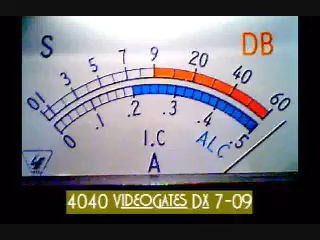 S DB
01 3 5 7 9 20 40 60
0 .1 .2 .3 .4 .5
I.C ALC
A
4040 VIDEOGATES DX 7-09